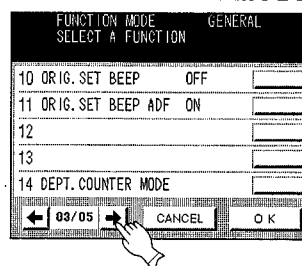 FUNCTION MODE GENERAL
SELECT A FUNCTION
10 ORIG. SET BEEP OFF
11 ORIG. SET BEEP ADF ON
12
13
14 DEPT. COUNTER MODE
03/05 CANCEL OK